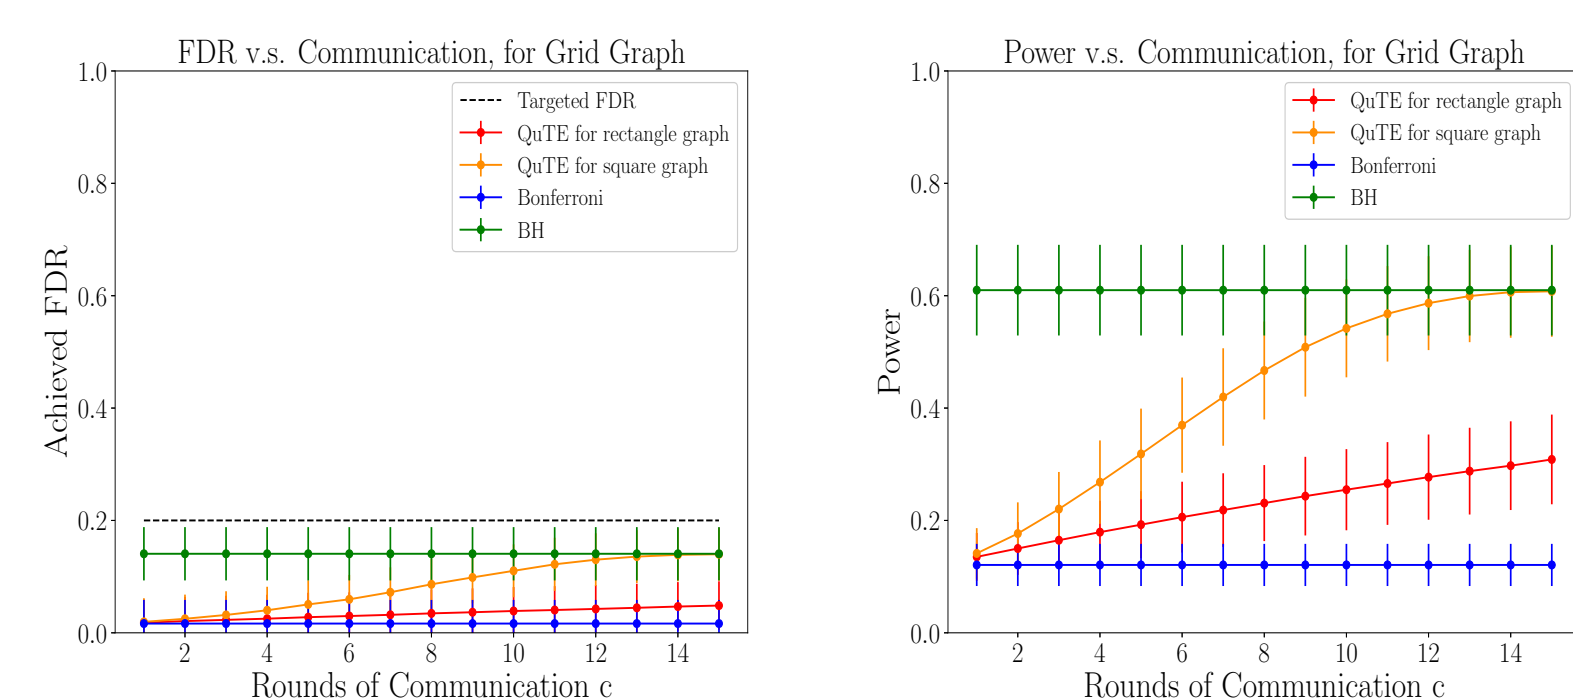 FDR v.s. Communication, for Grid Graph
1.0
0.8
0.6
0.4
0.2
0.0
Achieved FDR
Targeted FDR
QuTE for rectangle graph
QuTE for square graph
Bonferroni
BH
2 4 6 8 10 12 14
Rounds of Communication c
Power v.s. Communication, for Grid Graph
1.0
0.8
0.6
0.4
0.2
0.0
Power
QuTE for rectangle graph
QuTE for square graph
Bonferroni
BH
2 4 6 8 10 12 14
Rounds of Communication c